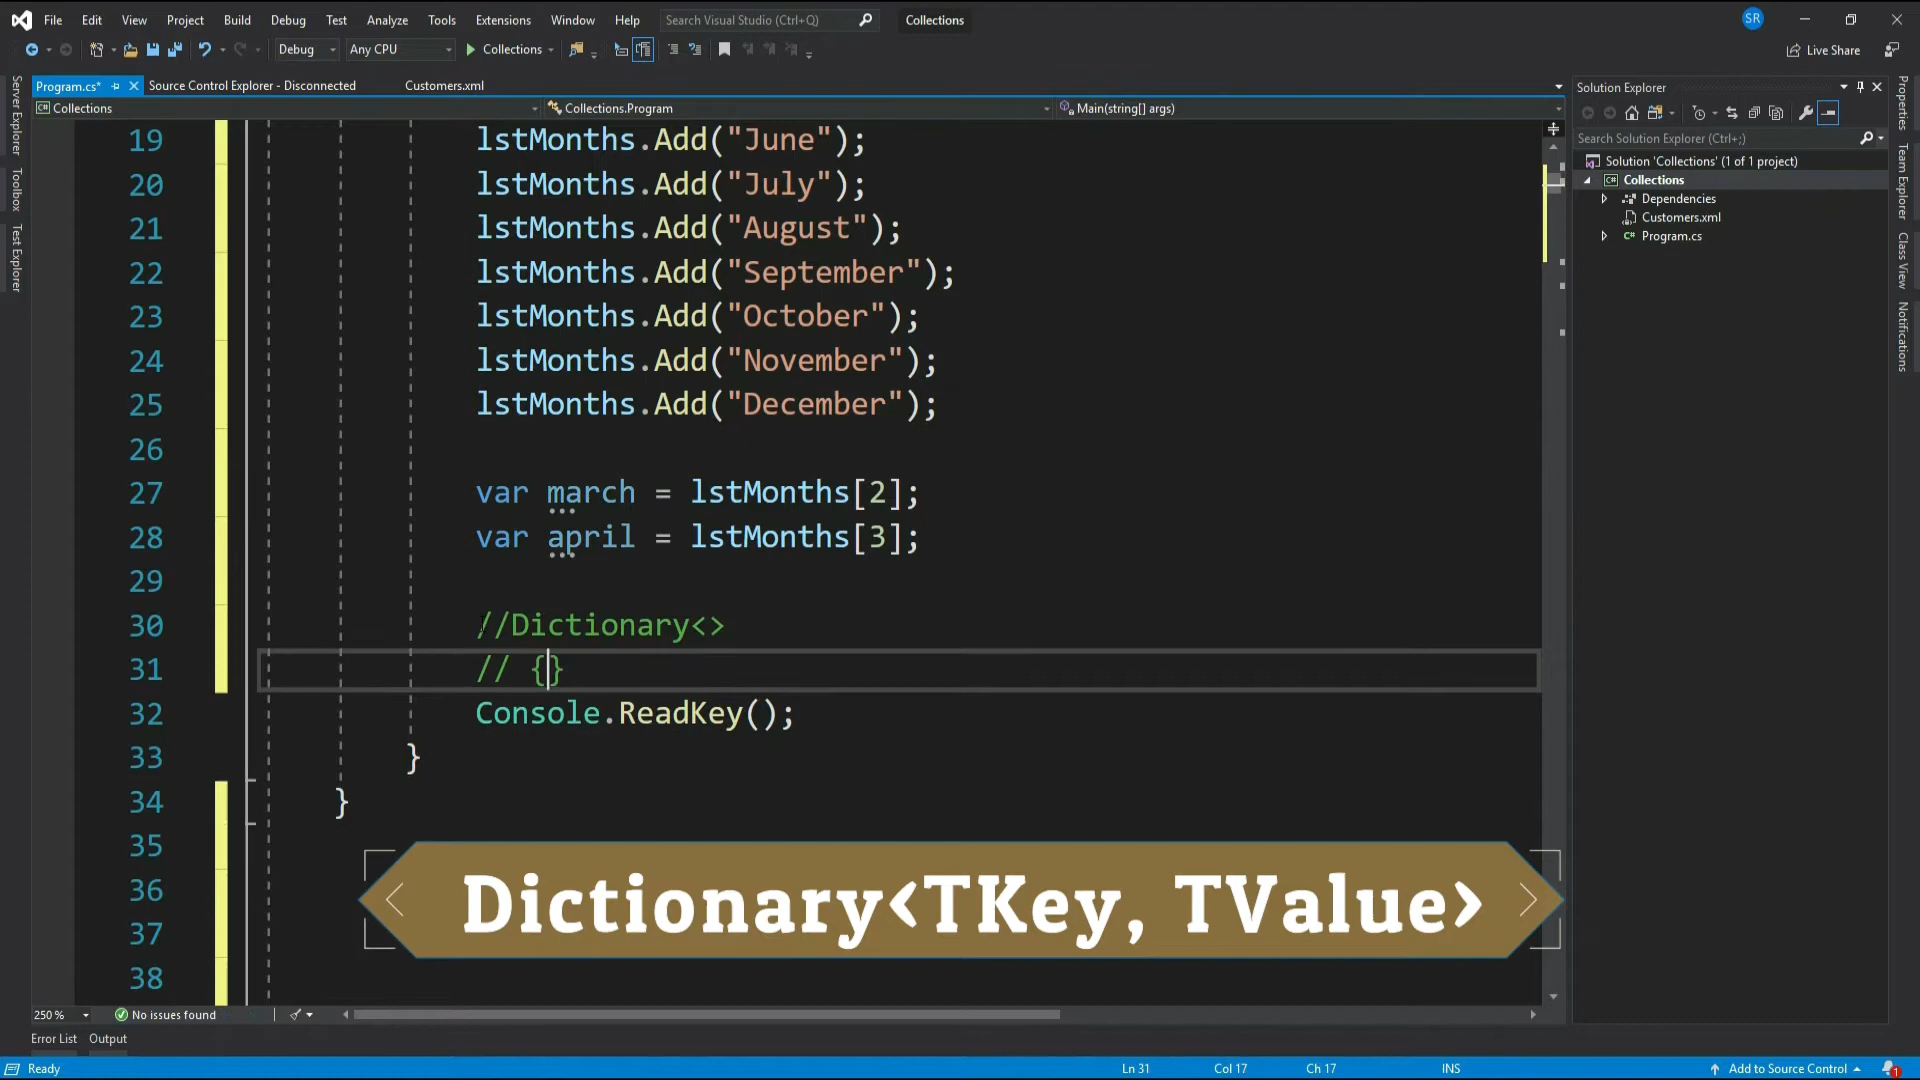 File Edit View Project Build Debug Test Analyze Tools Extensions Window Help Search Visual Studio (Ctrl+Q) Collections SR
Debug Any CPU Collections Live Share
Program.cs* Source Control Explorer - Disconnected Customers.xml
Collections Collections.Program Main(string[] args)
19 lstMonths.Add("June");
20 lstMonths.Add("July");
21 lstMonths.Add("August");
22 lstMonths.Add("September");
23 lstMonths.Add("October");
24 lstMonths.Add("November");
25 lstMonths.Add("December");
26
27 var march = lstMonths[2];
28 var april = lstMonths[3];
29
30 //Dictionary<>
31 // {}
32 Console.ReadKey();
33 }
34 }
35
36
37
38
Dictionary<TKey, TValue>
Server Explorer
Toolbox
Test Explorer
Solution Explorer
Search Solution Explorer (Ctrl+;)
Solution 'Collections' (1 of 1 project)
C# Collections
Dependencies
Customers.xml
C# Program.cs
Properties
Team Explorer
Class View
Notifications
250 % No issues found
Error List Output
Ready Ln 31 Col 17 Ch 17 INS Add to Source Control 1